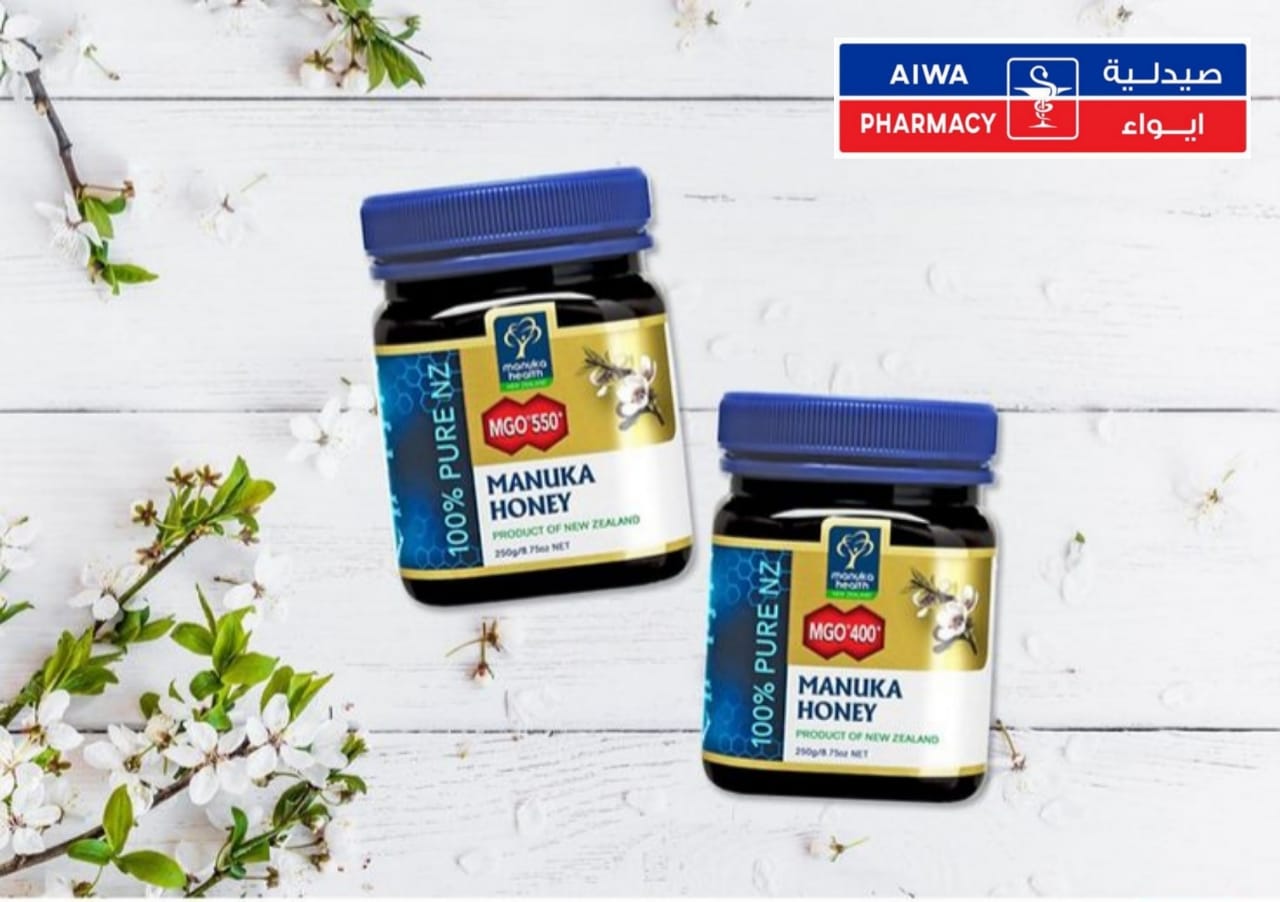 AIWA
صيدلـية
PHARMACY
ايـواء
manuka
health
NEW ZEALAND
MGO 550+
100% PURE NZ
MANUKA
HONEY
PRODUCT OF NEW ZEALAND
250g/8.75oz NET
manuka
health
NEW ZEALAND
MGO 400+
100% PURE NZ
MANUKA
HONEY
PRODUCT OF NEW ZEALAND
250g/8.75oz NET